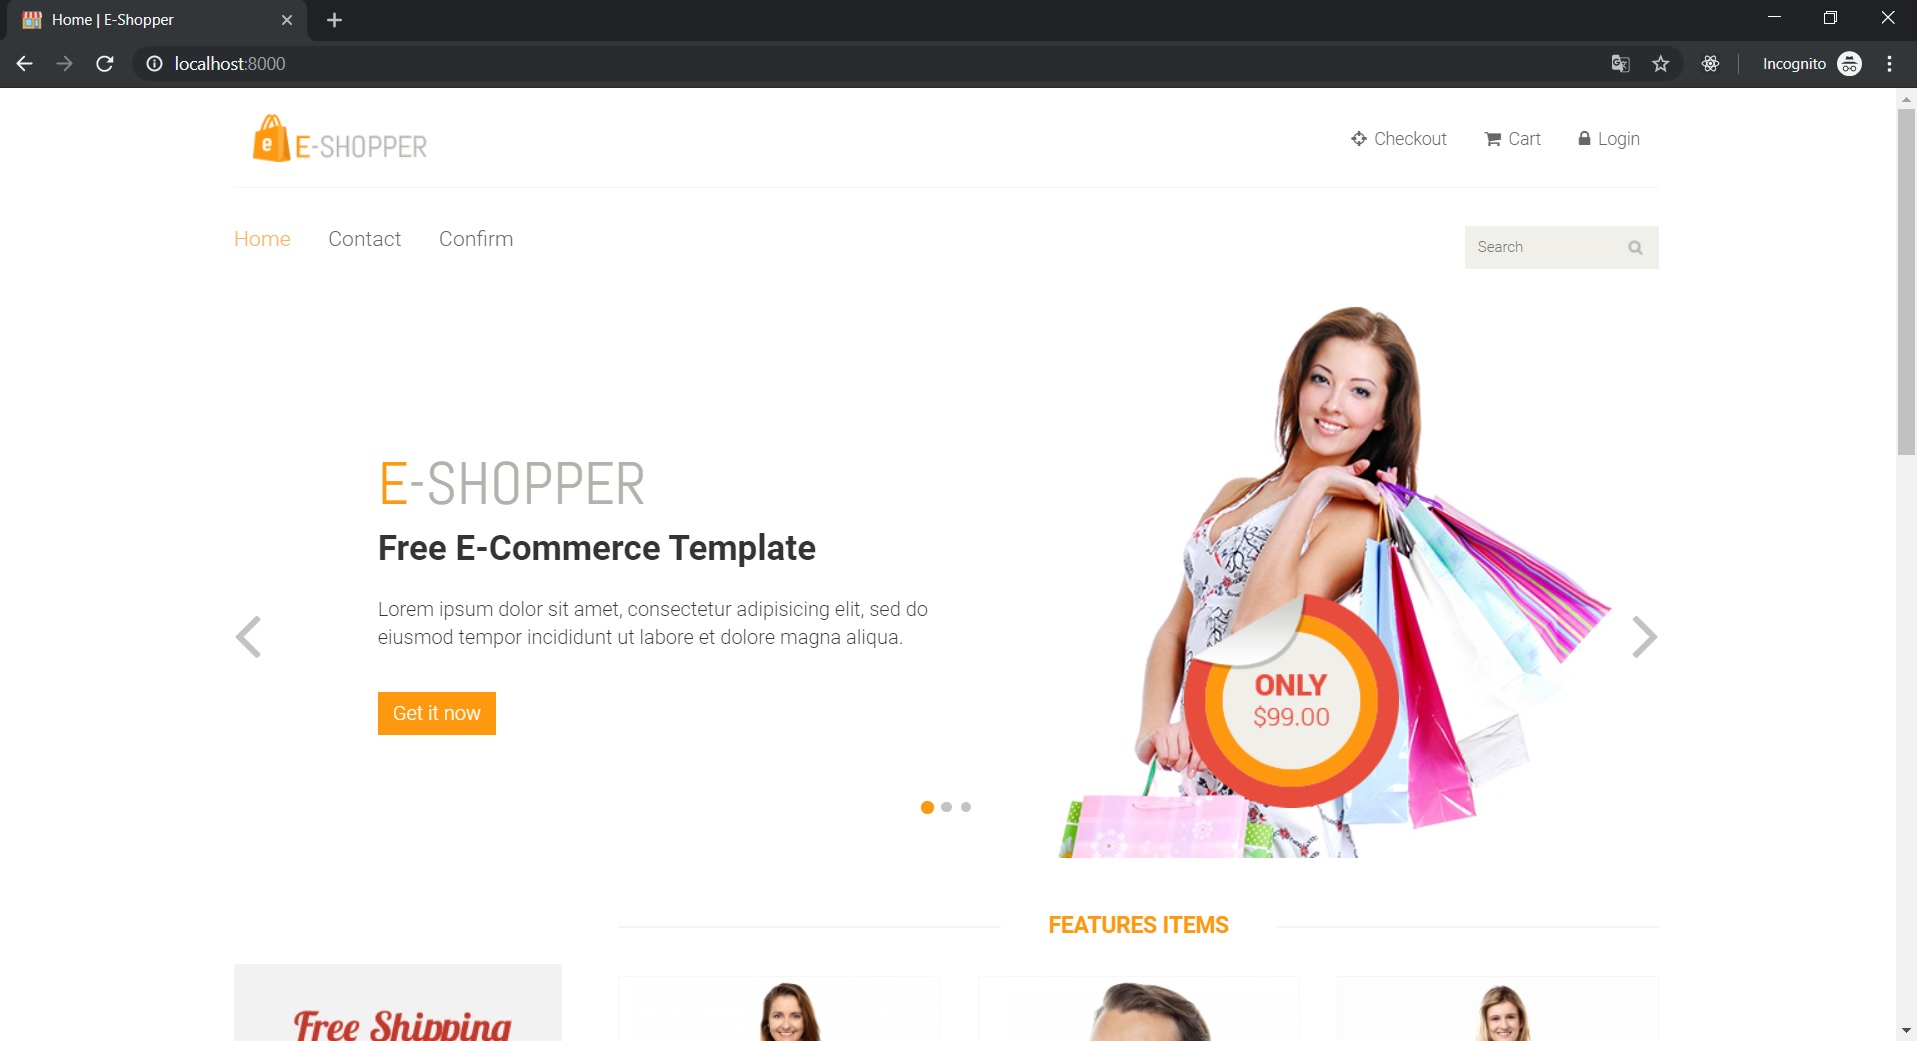 Home | E-Shopper
localhost:8000
Incognito
e E-SHOPPER
Checkout
Cart
Login
Home
Contact
Confirm
Search
E-SHOPPER
Free E-Commerce Template
Lorem ipsum dolor sit amet, consectetur adipisicing elit, sed do
eiusmod tempor incididunt ut labore et dolore magna aliqua.
Get it now
ONLY
$99.00
FEATURES ITEMS
Free Shipping